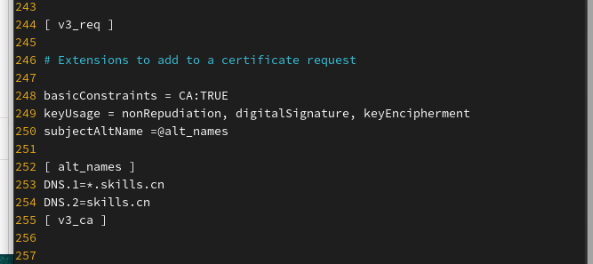 243
244 [ v3_req ]
245
246 # Extensions to add to a certificate request
247
248 basicConstraints = CA:TRUE
249 keyUsage = nonRepudiation, digitalSignature, keyEncipherment
250 subjectAltName =@alt_names
251
252 [ alt_names ]
253 DNS.1=*.skills.cn
254 DNS.2=skills.cn
255 [ v3_ca ]
256
257